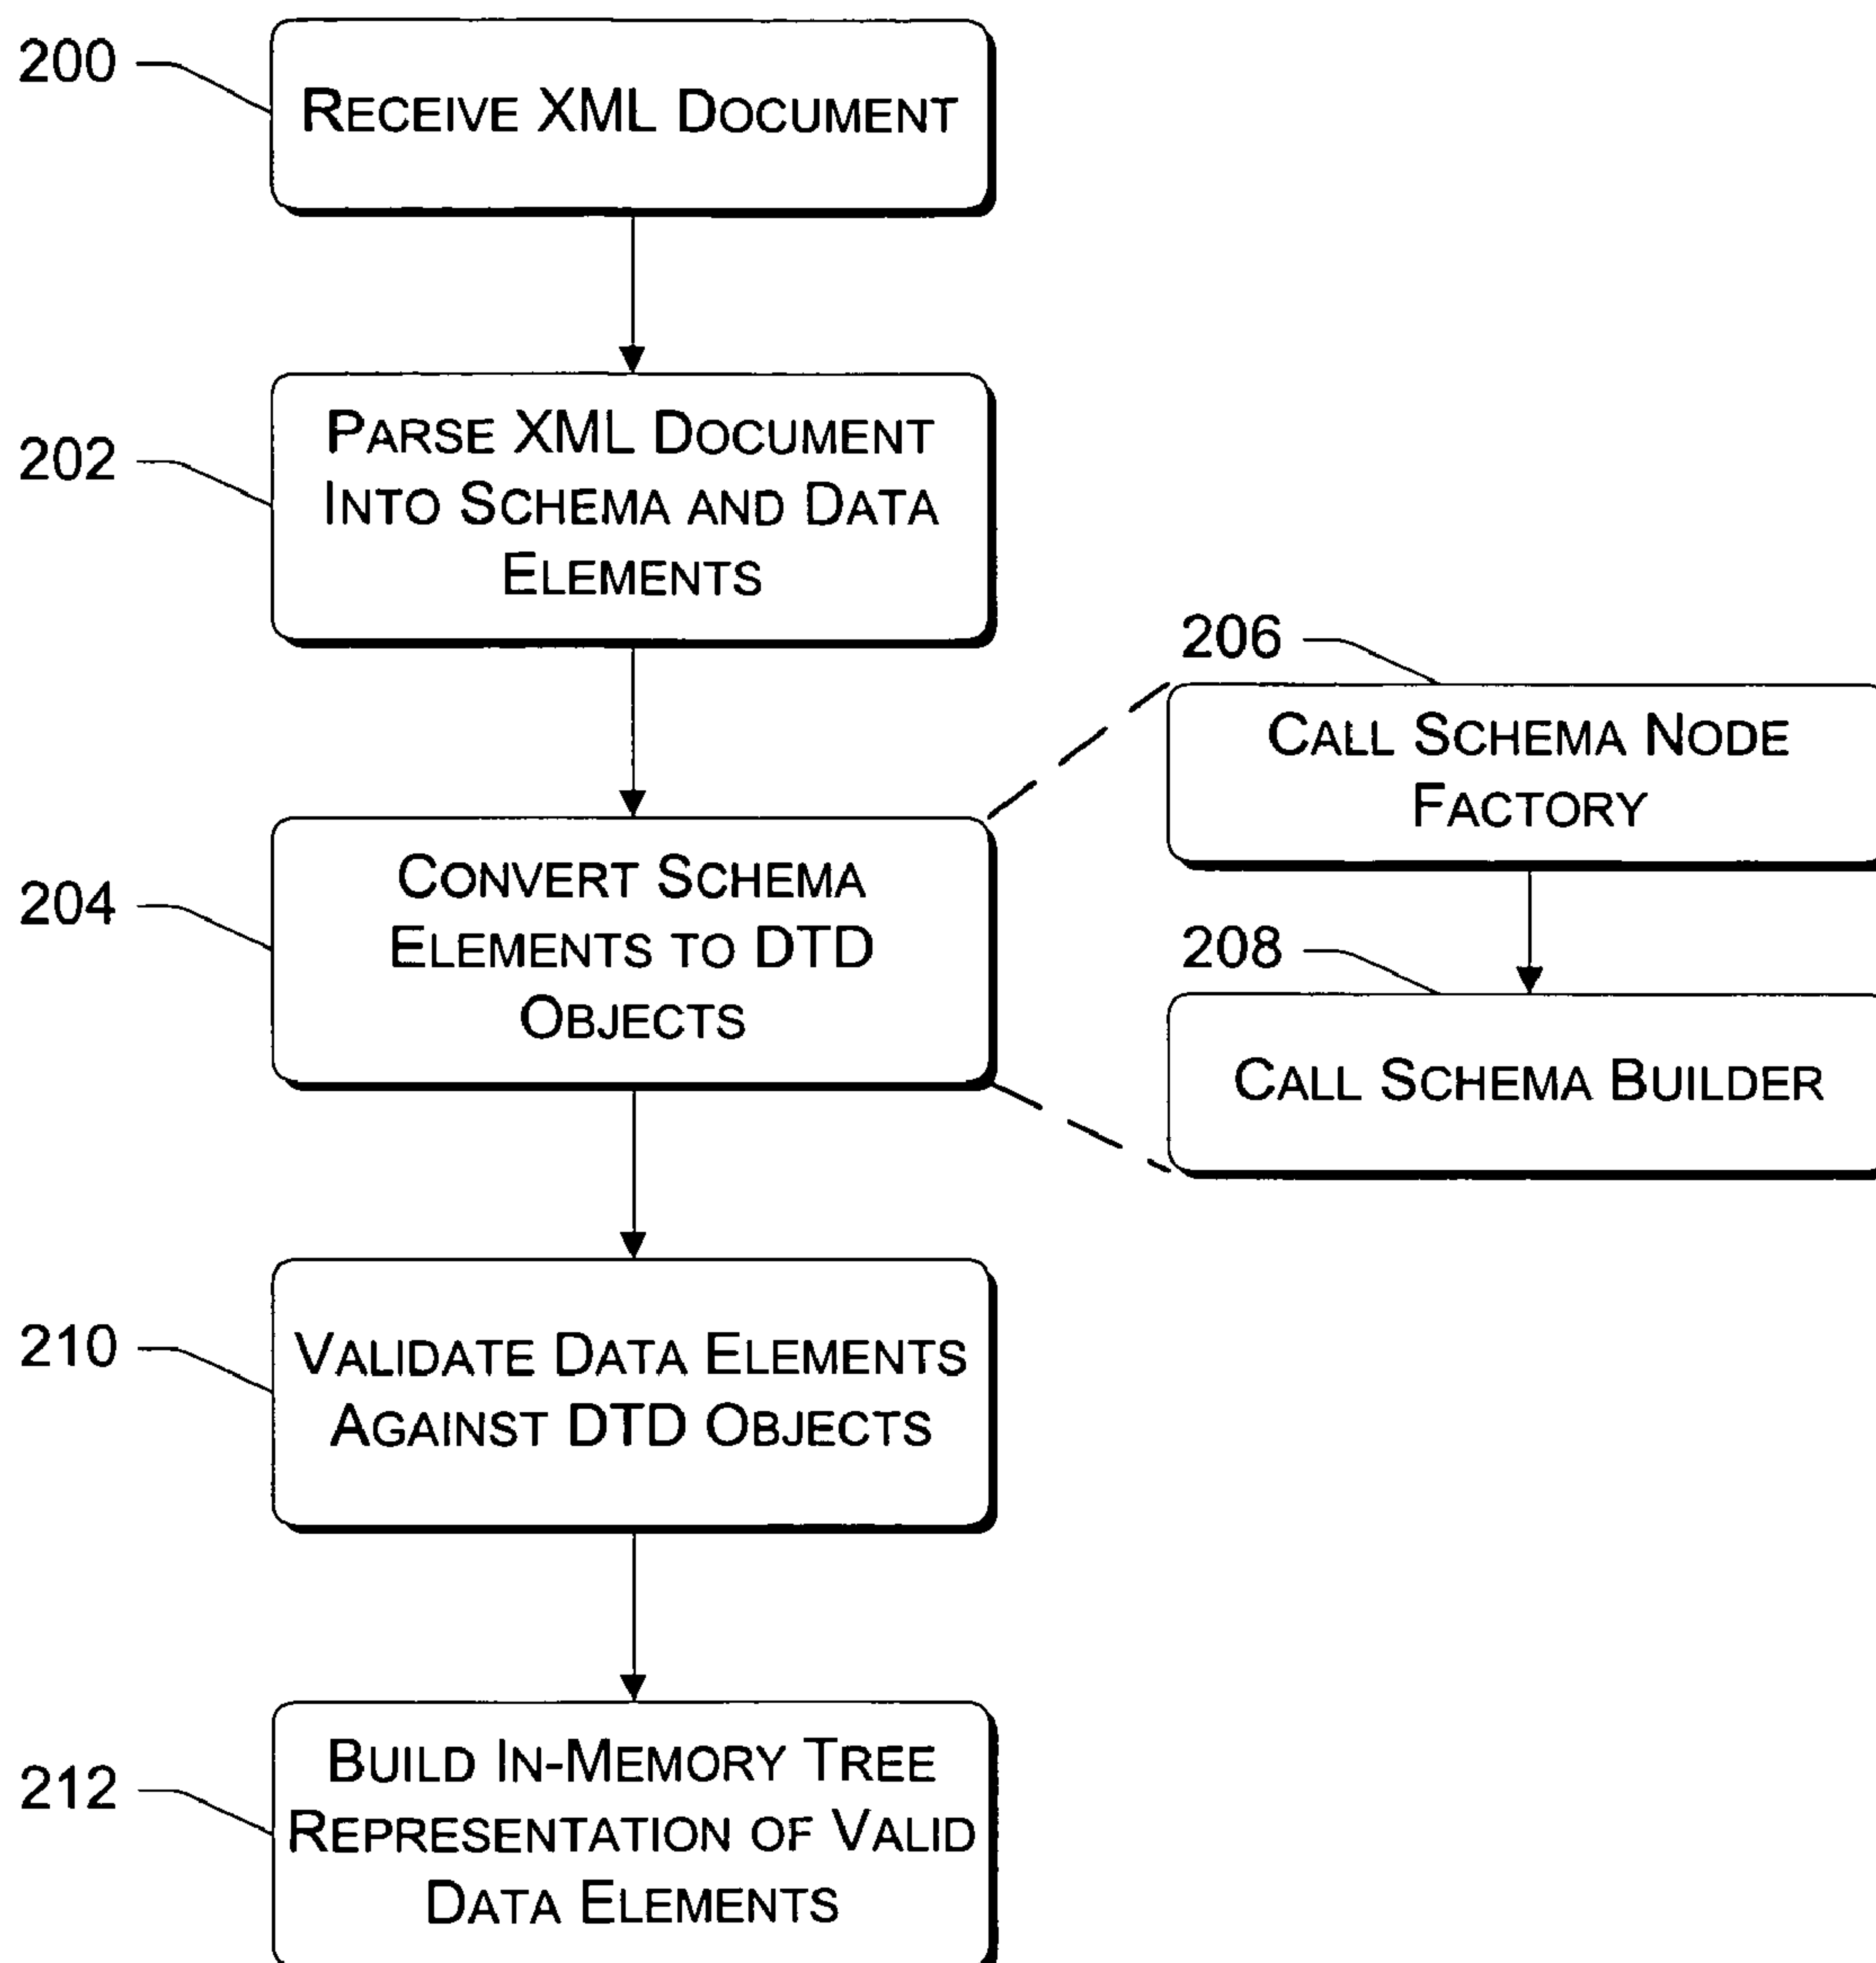 200
RECEIVE XML DOCUMENT
202
PARSE XML DOCUMENT
INTO SCHEMA AND DATA
ELEMENTS
206
CALL SCHEMA NODE
FACTORY
204
CONVERT SCHEMA
ELEMENTS TO DTD
OBJECTS
208
CALL SCHEMA BUILDER
210
VALIDATE DATA ELEMENTS
AGAINST DTD OBJECTS
212
BUILD IN-MEMORY TREE
REPRESENTATION OF VALID
DATA ELEMENTS